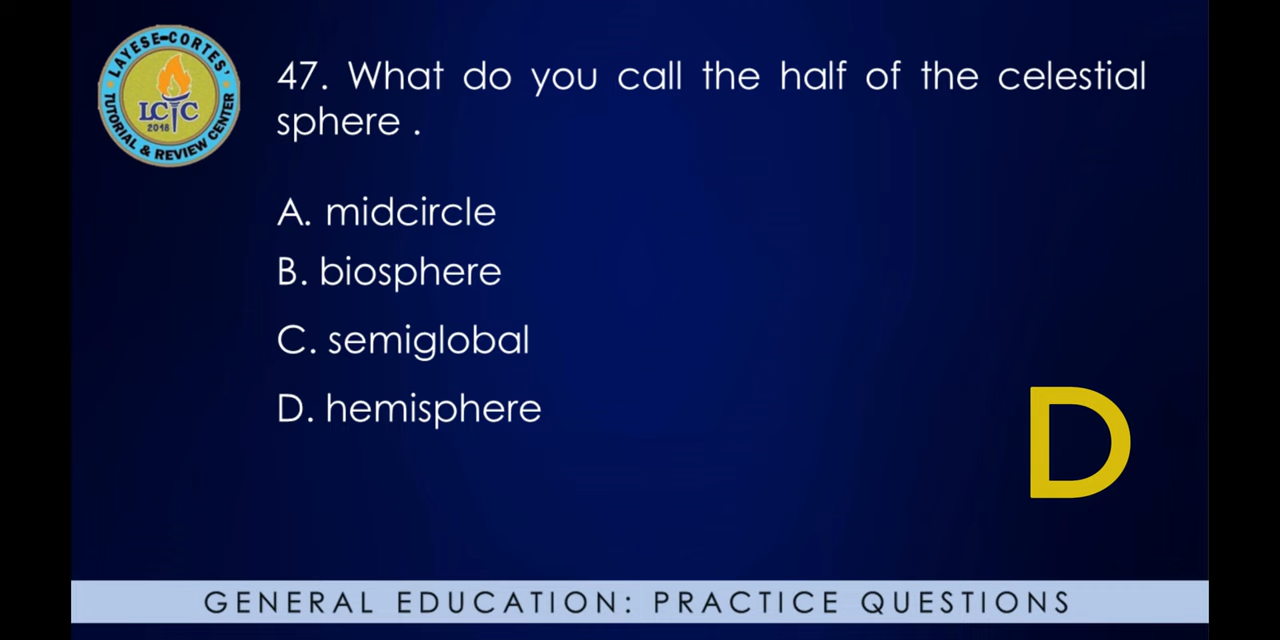 LAYESE-CORTES'
LCTC
2018
TUTORIAL & REVIEW CENTER
47. What do you call the half of the celestial
sphere .
A. midcircle
B. biosphere
C. semiglobal
D. hemisphere
D
GENERAL EDUCATION: PRACTICE QUESTIONS